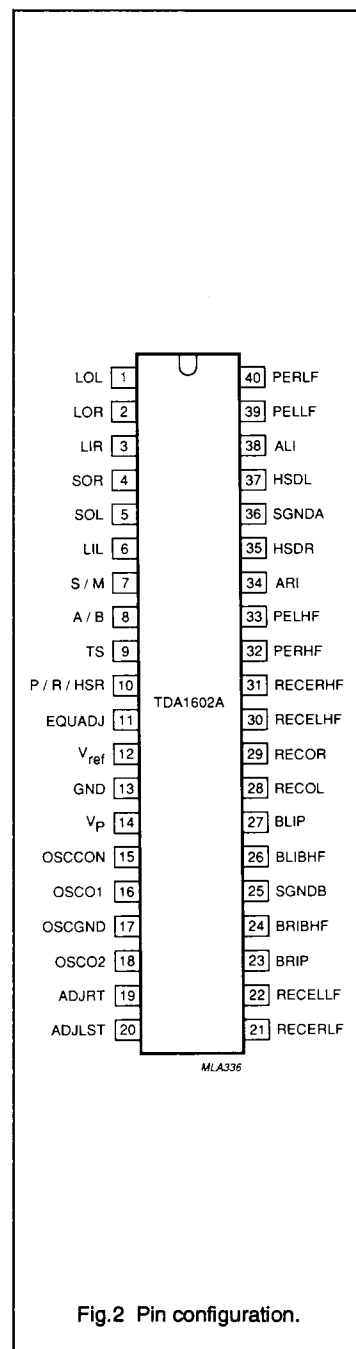 LOL 1 40 PERLF
LOR 2 39 PELLF
LIR 3 38 ALI
SOR 4 37 HSDL
SOL 5 36 SGNDA
LIL 6 35 HSDR
S / M 7 34 ARI
A / B 8 33 PELHF
TS 9 32 PERHF
P / R / HSR 10 31 RECERHF
TDA1602A
EQUADJ 11 30 RECELHF
Vref 12 29 RECOR
GND 13 28 RECOL
VP 14 27 BLIP
OSCCON 15 26 BLIBHF
OSCO1 16 25 SGNDB
OSCGND 17 24 BRIBHF
OSCO2 18 23 BRIP
ADJRT 19 22 RECELLF
ADJLST 20 21 RECERLF
MLA336
Fig.2 Pin configuration.